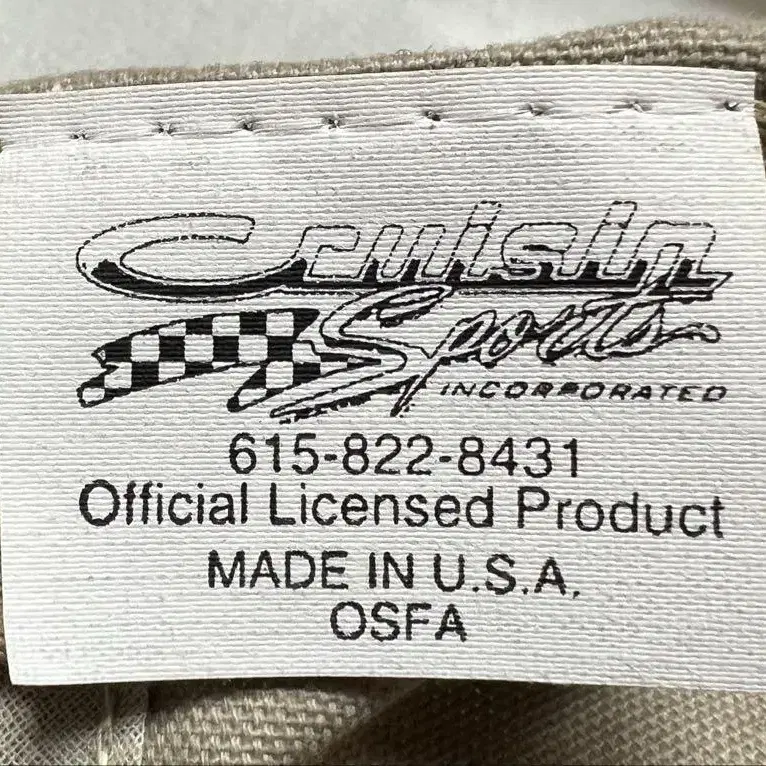 Cruisin
Sports
INCORPORATED
615-822-8431
Official Licensed Product
MADE IN U.S.A.
OSFA